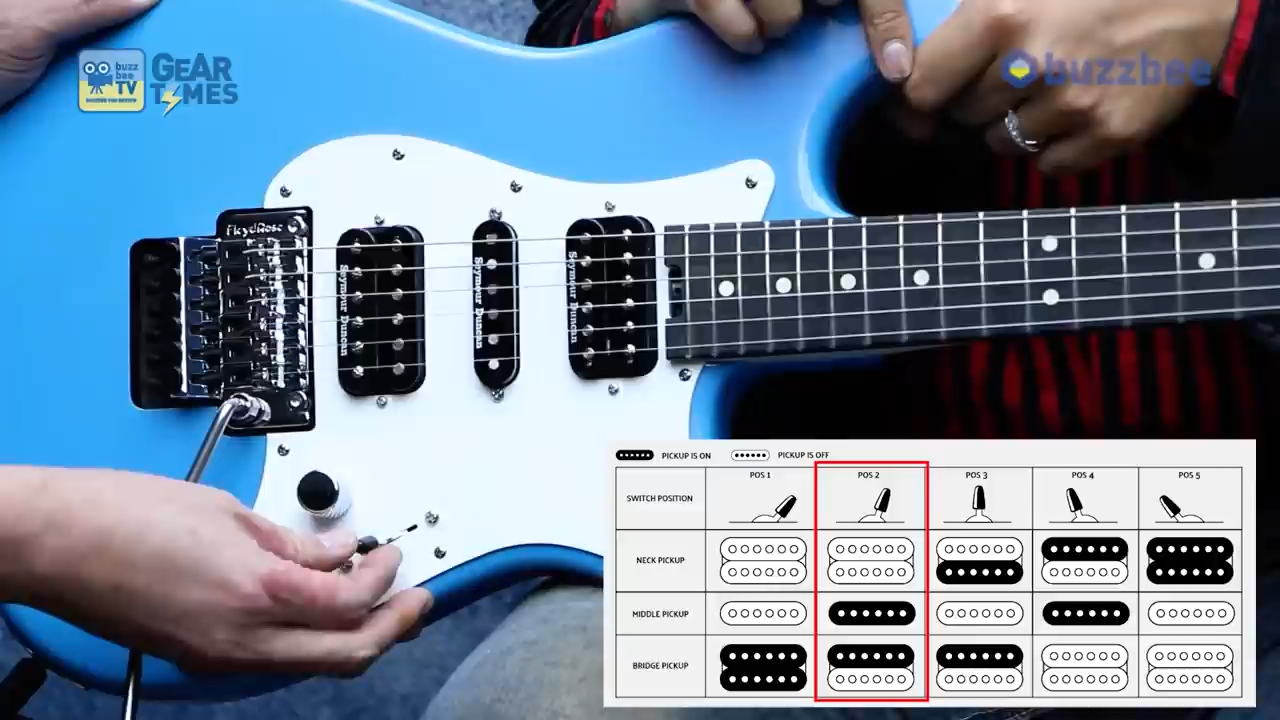 buzz
bee
TV
GEAR
TIMES
buzzbee
FloydRose
Seymour Duncan
Seymour Duncan
Seymour Duncan
PICKUP IS ON
PICKUP IS OFF
POS 1
POS 2
POS 3
POS 4
POS 5
SWITCH POSITION
NECK PICKUP
MIDDLE PICKUP
BRIDGE PICKUP